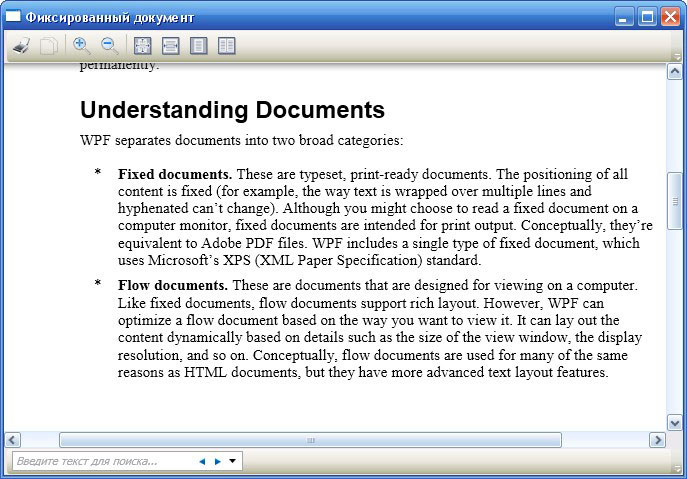 Фиксированный документ
permanently.
Understanding Documents
WPF separates documents into two broad categories:
* Fixed documents. These are typeset, print-ready documents. The positioning of all
content is fixed (for example, the way text is wrapped over multiple lines and
hyphenated can't change). Although you might choose to read a fixed document on a
computer monitor, fixed documents are intended for print output. Conceptually, they're
equivalent to Adobe PDF files. WPF includes a single type of fixed document, which
uses Microsoft's XPS (XML Paper Specification) standard.
* Flow documents. These are documents that are designed for viewing on a computer.
Like fixed documents, flow documents support rich layout. However, WPF can
optimize a flow document based on the way you want to view it. It can lay out the
content dynamically based on details such as the size of the view window, the display
resolution, and so on. Conceptually, flow documents are used for many of the same
reasons as HTML documents, but they have more advanced text layout features.
Введите текст для поиска...